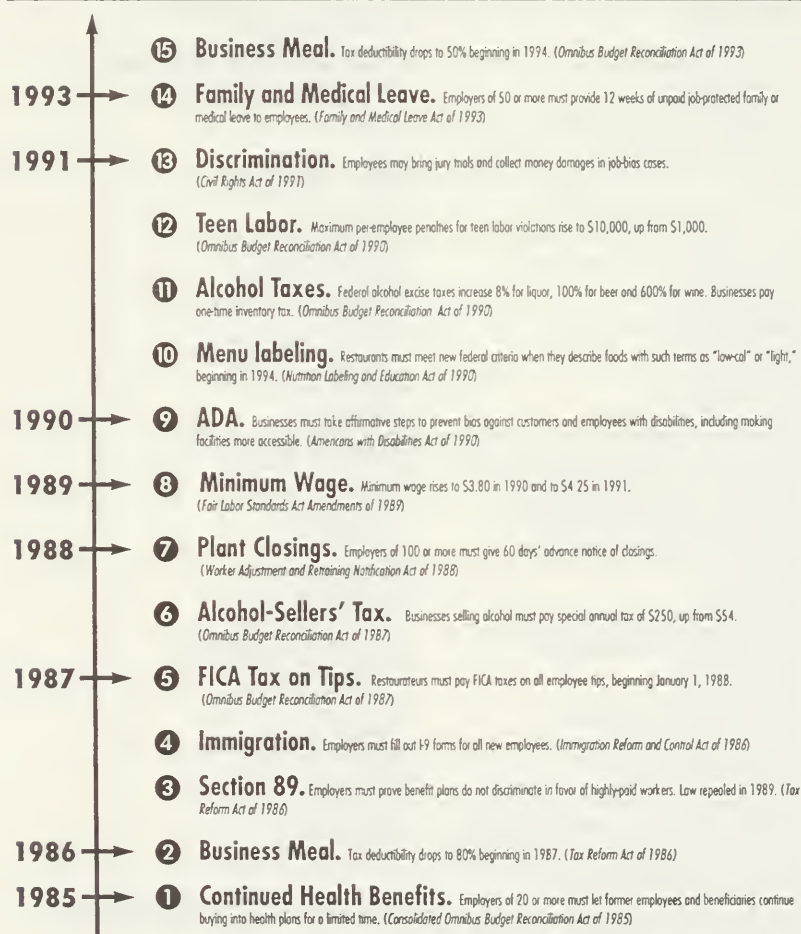 15 Business Meal. Tax deductibility drops to 50% beginning in 1994. (Omnibus Budget Reconciliation Act of 1993)
1993 14 Family and Medical Leave. Employers of 50 or more must provide 12 weeks of unpaid job-protected family or
medical leave to employees. (Family and Medical Leave Act of 1993)
1991 13 Discrimination. Employees may bring jury trials and collect money damages in job-bias cases.
(Civil Rights Act of 1991)
12 Teen Labor. Maximum per-employee penalties for teen labor violations rise to $10,000, up from $1,000.
(Omnibus Budget Reconciliation Act of 1990)
11 Alcohol Taxes. Federal alcohol excise taxes increase 8% for liquor, 100% for beer and 600% for wine. Businesses pay
one-time inventory tax. (Omnibus Budget Reconciliation Act of 1990)
10 Menu labeling. Restaurants must meet new federal criteria when they describe foods with such terms as "low-cal" or "light,"
beginning in 1994. (Nutrition Labeling and Education Act of 1990)
1990 9 ADA. Businesses must take affirmative steps to prevent bias against customers and employees with disabilities, including making
facilities more accessible. (Americans with Disabilities Act of 1990)
1989 8 Minimum Wage. Minimum wage rises to $3.80 in 1990 and to $4 25 in 1991.
(Fair Labor Standards Act Amendments of 1989)
1988 7 Plant Closings. Employers of 100 or more must give 60 days' advance notice of closings.
(Worker Adjustment and Retraining Notification Act of 1988)
6 Alcohol-Sellers' Tax. Businesses selling alcohol must pay special annual tax of $250, up from $54.
(Omnibus Budget Reconciliation Act of 1987)
1987 5 FICA Tax on Tips. Restaurateurs must pay FICA taxes on all employee tips, beginning January 1, 1988.
(Omnibus Budget Reconciliation Act of 1987)
4 Immigration. Employers must fill out I-9 forms for all new employees. (Immigration Reform and Control Act of 1986)
3 Section 89. Employers must prove benefit plans do not discriminate in favor of highly-paid workers. Law repealed in 1989. (Tax
Reform Act of 1986)
1986 2 Business Meal. Tax deductibility drops to 80% beginning in 1987. (Tax Reform Act of 1986)
1985 1 Continued Health Benefits. Employers of 20 or more must let former employees and beneficiaries continue
buying into health plans for a limited time. (Consolidated Omnibus Budget Reconciliation Act of 1985)